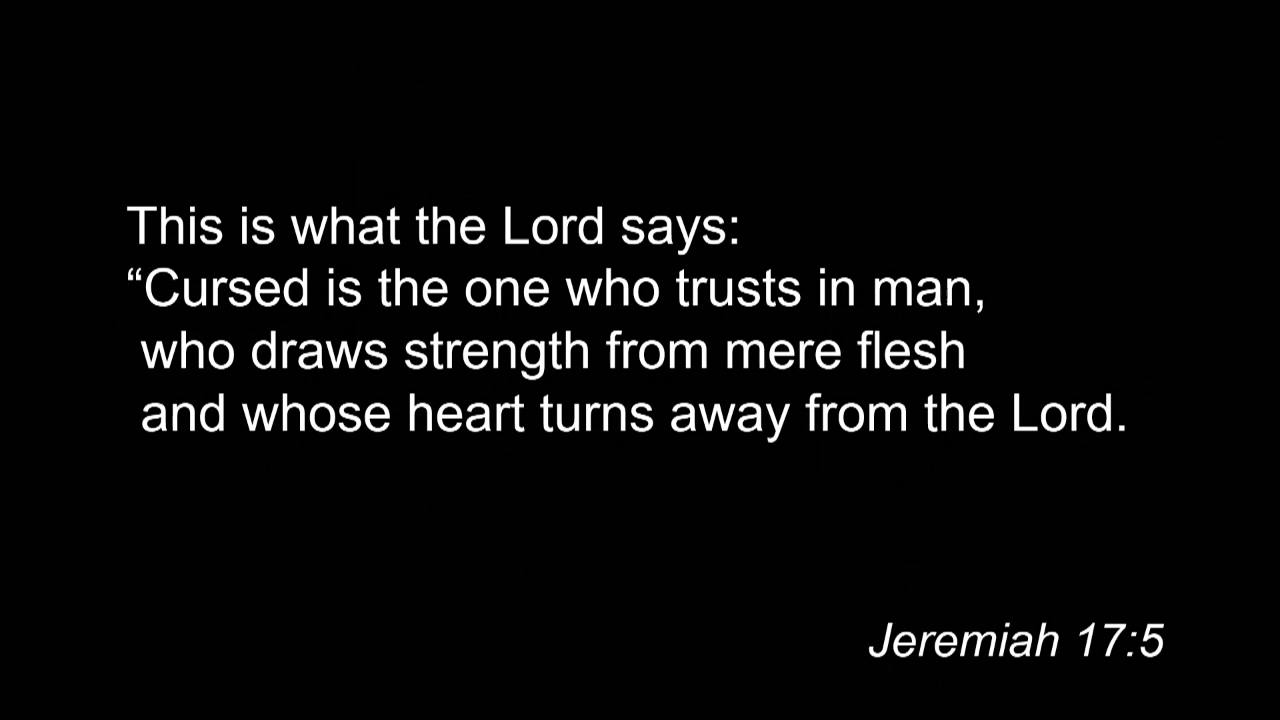 This is what the Lord says:
“Cursed is the one who trusts in man,
who draws strength from mere flesh
and whose heart turns away from the Lord.
Jeremiah 17:5